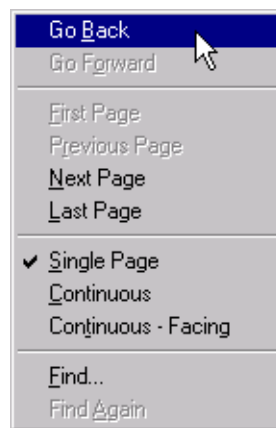 Go Back
Go Forward
First Page
Previous Page
Next Page
Last Page
Single Page
Continuous
Continuous - Facing
Find...
Find Again